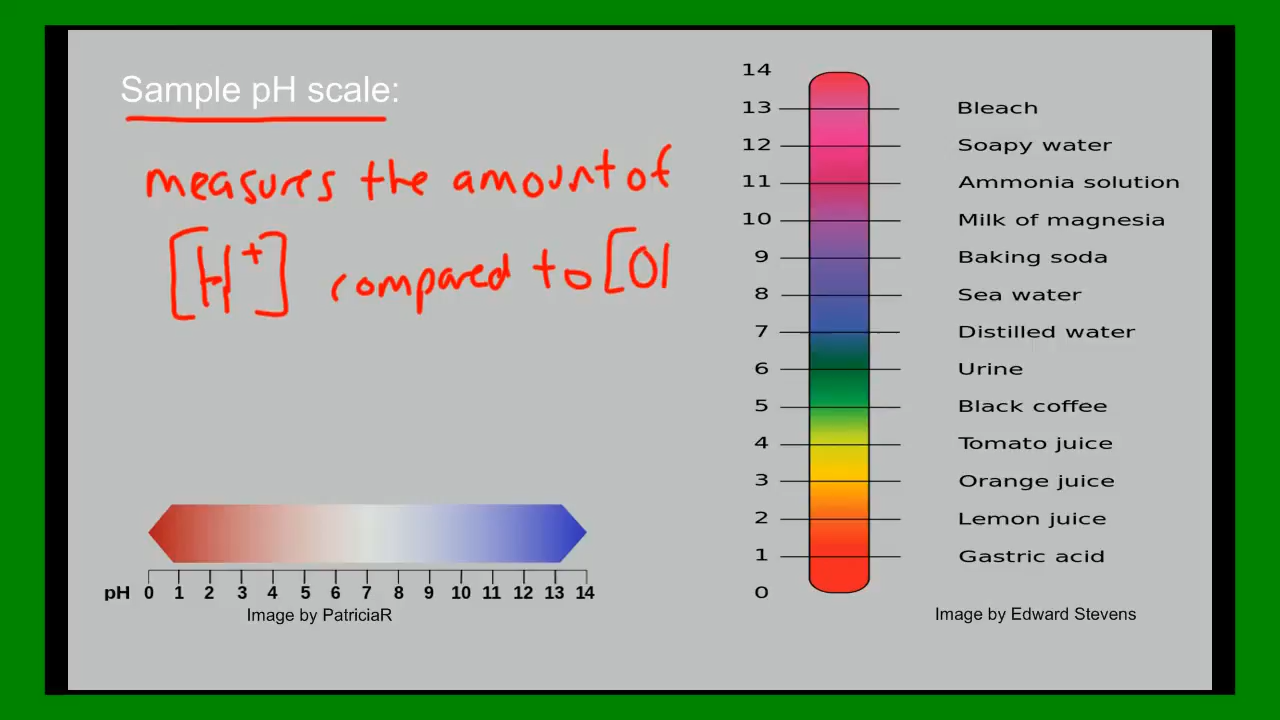 Sample pH scale:
measures the amount of
[H+] compared to [OI
pH 0 1 2 3 4 5 6 7 8 9 10 11 12 13 14
Image by PatriciaR
14
13 Bleach
12 Soapy water
11 Ammonia solution
10 Milk of magnesia
9 Baking soda
8 Sea water
7 Distilled water
6 Urine
5 Black coffee
4 Tomato juice
3 Orange juice
2 Lemon juice
1 Gastric acid
0
Image by Edward Stevens